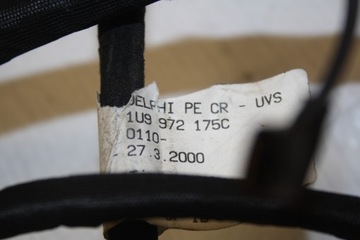 DELPHI PE CR - UVS
1U9 972 175C
0110-
27.3.2000